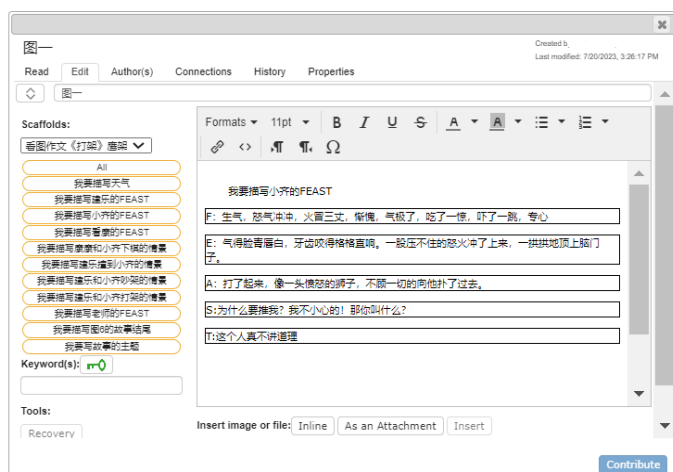 图一
Created b
Last modified: 7/20/2023, 3:26:17 PM
Read Edit Author(s) Connections History Properties
图一
Scaffolds:
看图作文《打架》鹰架
All
我要描写天气
我要描写建乐的FEAST
我要描写小齐的FEAST
我要描写看康的FEAST
我要描写康康和小齐下棋的情景
我要描写建乐撞到小齐的情景
我要描写建乐和小齐吵架的情景
我要描写建乐和小齐打架的情景
我要描写老师的FEAST
我要描写图6的故事结尾
我要写故事的主题
Keyword(s):
Tools:
Recovery
Formats 11pt B I U S A A
我要描写小齐的FEAST
F：生气，怒气冲冲，火冒三丈，惭愧，气极了，吃了一惊，吓了一跳，专心
E：气得脸青唇白，牙齿咬得格格直响。一股压不住的怒火冲了上来，一拱拱地顶上脑门
子。
A：打了起来，像一头愤怒的狮子，不顾一切的向他扑了过去。
S:为什么要推我？我不小心的！那你叫什么？
T:这个人真不讲道理
Insert image or file: Inline As an Attachment Insert
Contribute